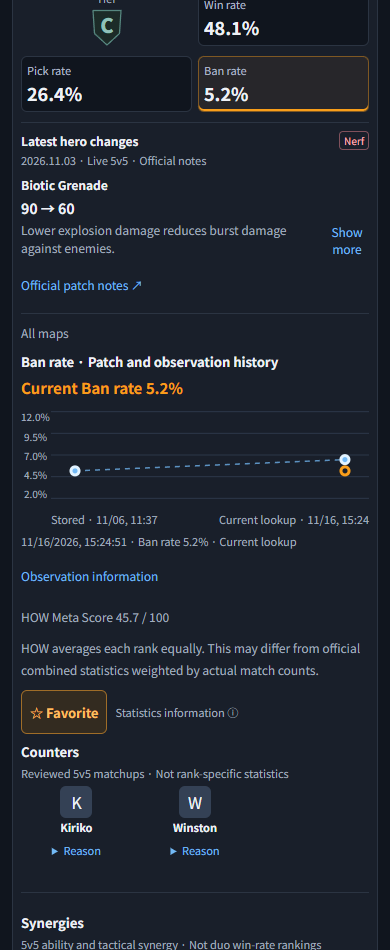 Tier
Win rate
C
48.1%
Pick rate
Ban rate
26.4%
5.2%
Latest hero changes
Nerf
2026.11.03 · Live 5v5 · Official notes
Biotic Grenade
90 → 60
Lower explosion damage reduces burst damage
against enemies.
Show
more
Official patch notes ↗
All maps
Ban rate · Patch and observation history
Current Ban rate 5.2%
12.0%
9.5%
7.0%
4.5%
2.0%
Stored · 11/06, 11:37
Current lookup · 11/16, 15:24
11/16/2026, 15:24:51 · Ban rate 5.2% · Current lookup
Observation information
HOW Meta Score 45.7 / 100
HOW averages each rank equally. This may differ from official
combined statistics weighted by actual match counts.
☆ Favorite
Statistics information ⓘ
Counters
Reviewed 5v5 matchups · Not rank-specific statistics
K
W
Kiriko
Winston
▶ Reason
▶ Reason
Synergies
5v5 ability and tactical synergy · Not duo win-rate rankings